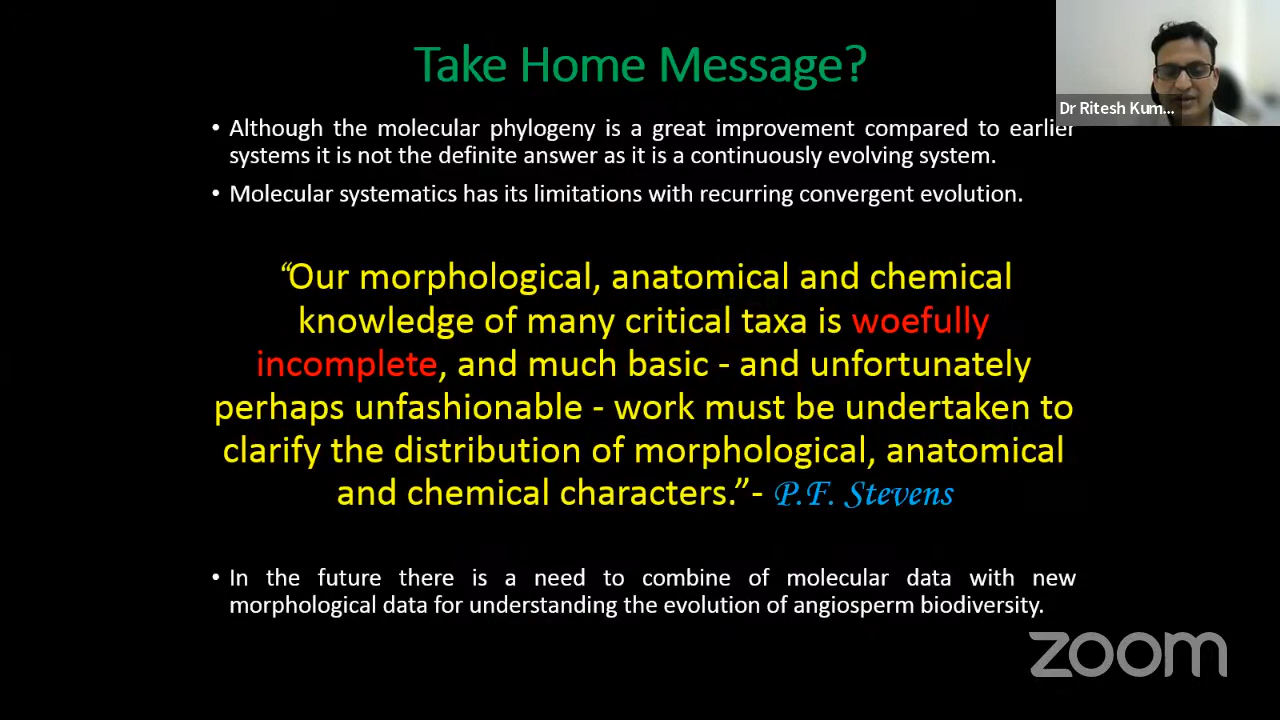 Take Home Message?
Dr Ritesh Kum...
• Although the molecular phylogeny is a great improvement compared to earlier
systems it is not the definite answer as it is a continuously evolving system.
• Molecular systematics has its limitations with recurring convergent evolution.
“Our morphological, anatomical and chemical
knowledge of many critical taxa is woefully
incomplete, and much basic - and unfortunately
perhaps unfashionable - work must be undertaken to
clarify the distribution of morphological, anatomical
and chemical characters.”- P.F. Stevens
• In the future there is a need to combine of molecular data with new
morphological data for understanding the evolution of angiosperm biodiversity.
zoom